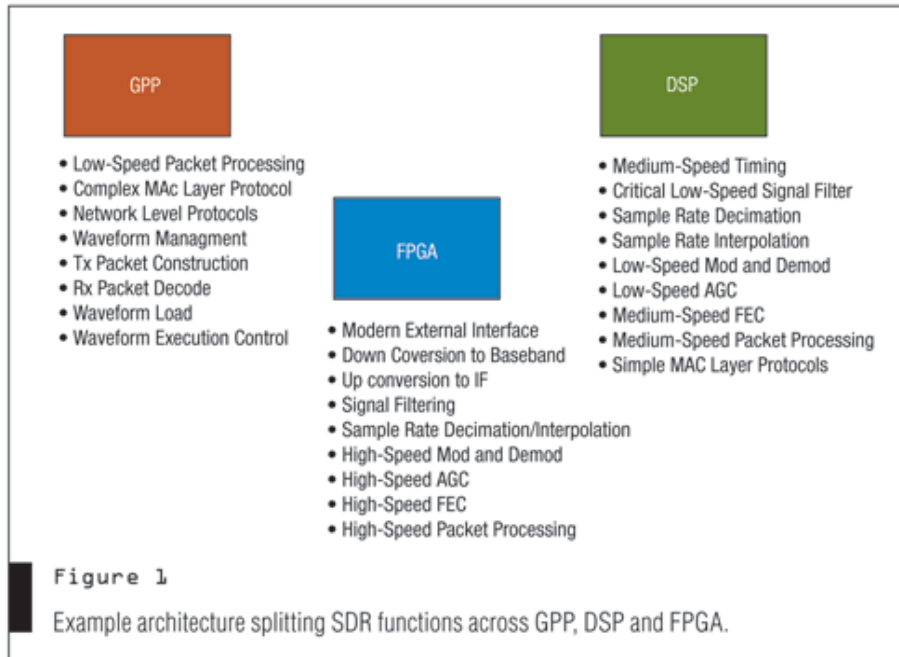 GPP
• Low-Speed Packet Processing
• Complex MAc Layer Protocol
• Network Level Protocols
• Waveform Managment
• Tx Packet Construction
• Rx Packet Decode
• Waveform Load
• Waveform Execution Control
FPGA
• Modern External Interface
• Down Coversion to Baseband
• Up conversion to IF
• Signal Filtering
• Sample Rate Decimation/Interpolation
• High-Speed Mod and Demod
• High-Speed AGC
• High-Speed FEC
• High-Speed Packet Processing
DSP
• Medium-Speed Timing
• Critical Low-Speed Signal Filter
• Sample Rate Decimation
• Sample Rate Interpolation
• Low-Speed Mod and Demod
• Low-Speed AGC
• Medium-Speed FEC
• Medium-Speed Packet Processing
• Simple MAC Layer Protocols
Figure 1
Example architecture splitting SDR functions across GPP, DSP and FPGA.